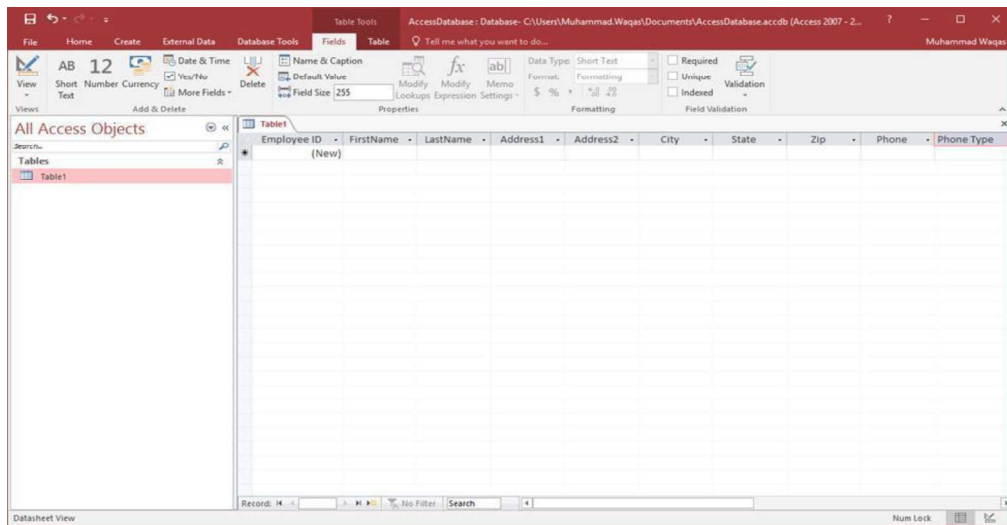 Table Tools AccessDatabase : Database- C:\Users\Muhammad.Waqas\Documents\AccessDatabase.accdb (Access 2007 - 2... ?
File Home Create External Data Database Tools Fields Table Tell me what you want to do... Muhammad Waqas
View
AB Short Text
12 Number
Currency
Date & Time
Yes/No
More Fields
Delete
Name & Caption
Default Value
Field Size 255
Modify Lookups
fx Modify Expression
ab Memo Settings
Data Type: Short Text
Format: Formatting
$ %
Required
Unique
Indexed
Validation
Views Add & Delete Properties Formatting Field Validation
All Access Objects
Search...
Tables
Table1
Table1
Employee ID FirstName LastName Address1 Address2 City State Zip Phone Phone Type
(New)
Record: No Filter Search
Datasheet View Num Lock